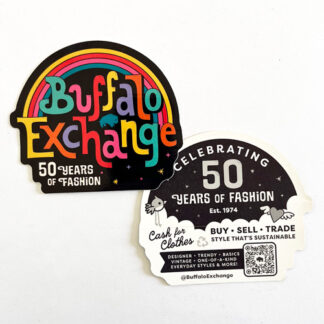 Buffalo
Exchange
50 YEARS
OF FASHION
CELEBRATING
50
YEARS OF FASHION
Est. 1974
Cash for
Clothes
BUY • SELL • TRADE
STYLE THAT'S SUSTAINABLE
DESIGNER • TRENDY • BASICS
VINTAGE • ONE-OF-A-KIND
EVERYDAY STYLES & MORE!
@BuffaloExchange